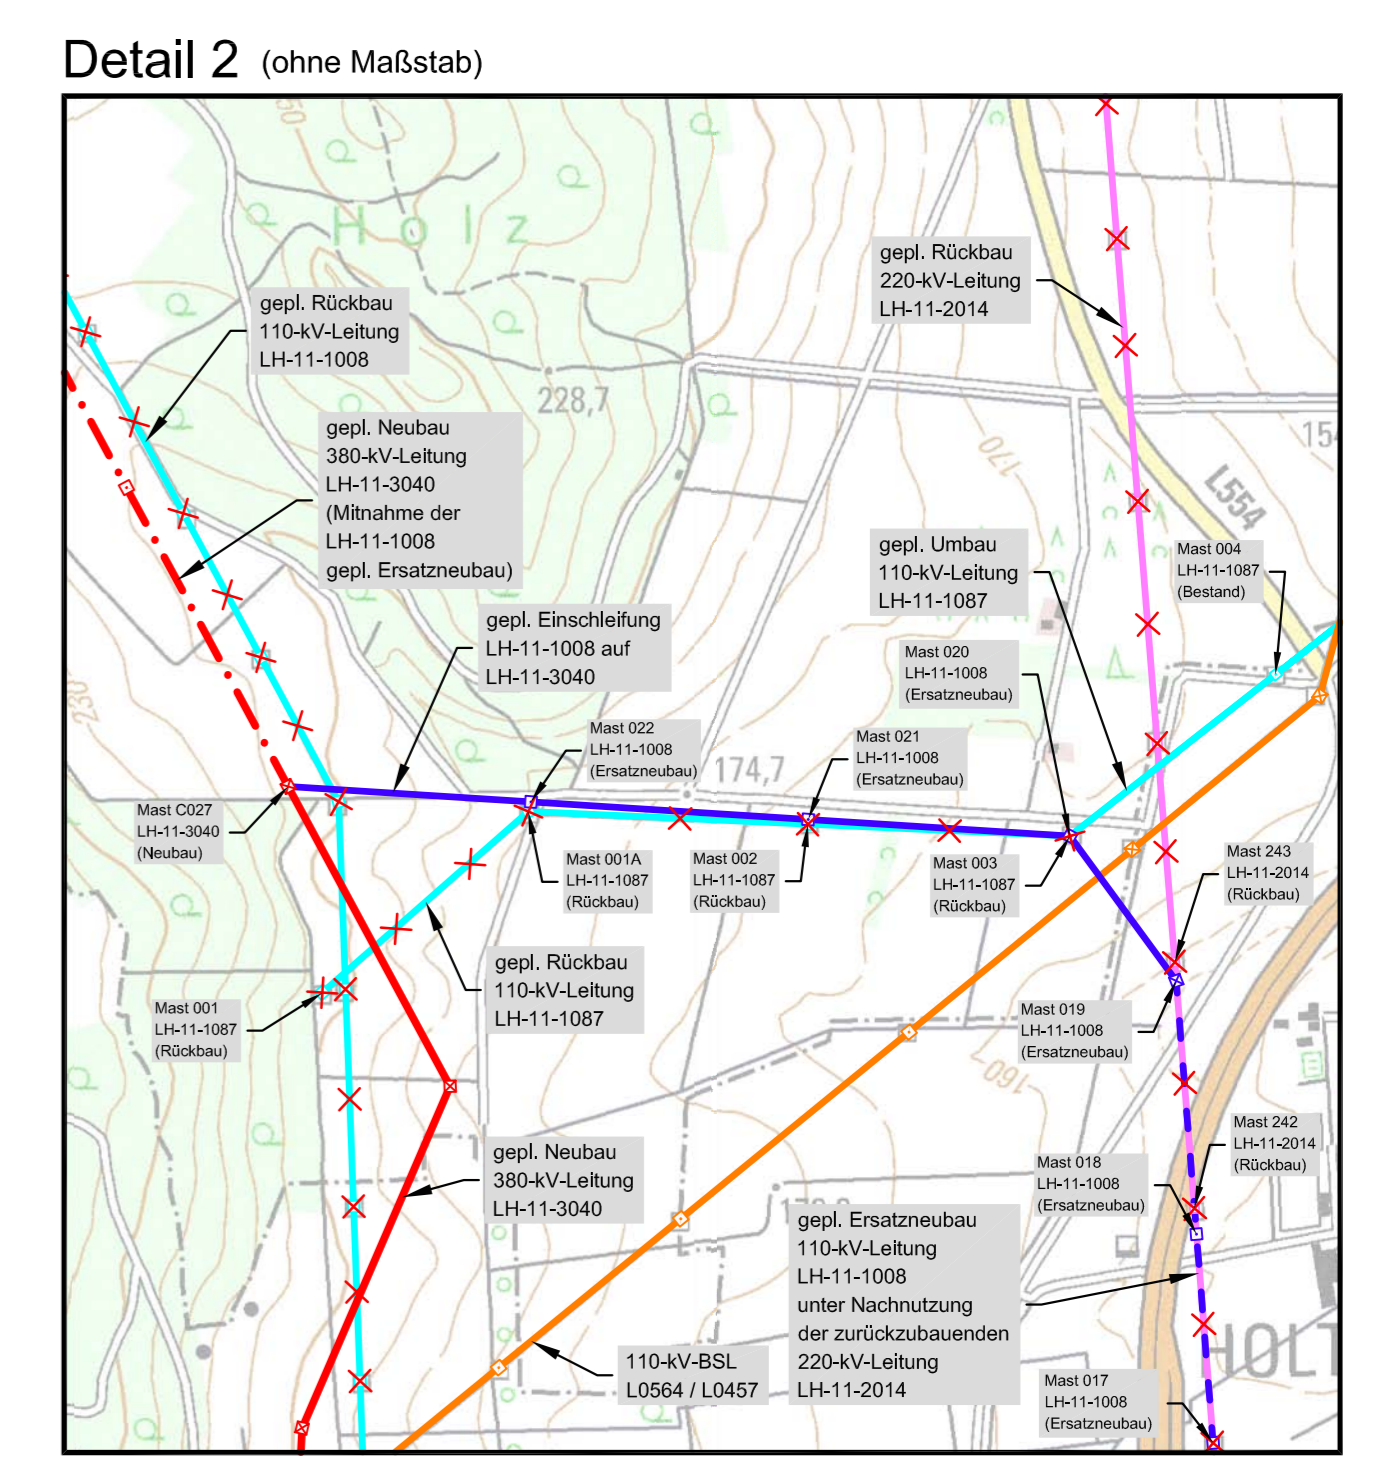 Detail 2 (ohne Maßstab)
50
Holz
gepl. Rückbau
220-kV-Leitung
LH-11-2014
gepl. Rückbau
110-kV-Leitung
LH-11-1008
228,7
gepl. Neubau
380-kV-Leitung
LH-11-3040
(Mitnahme der
LH-11-1008
gepl. Ersatzneubau)
170
154
L554
gepl. Umbau
110-kV-Leitung
LH-11-1087
Mast 004
LH-11-1087
(Bestand)
gepl. Einschleifung
LH-11-1008 auf
LH-11-3040
Mast 020
LH-11-1008
(Ersatzneubau)
230
Mast 022
LH-11-1008
(Ersatzneubau)
Mast 021
LH-11-1008
(Ersatzneubau)
174,7
Mast C027
LH-11-3040
(Neubau)
Mast 001A
LH-11-1087
(Rückbau)
Mast 002
LH-11-1087
(Rückbau)
Mast 003
LH-11-1087
(Rückbau)
Mast 243
LH-11-2014
(Rückbau)
gepl. Rückbau
110-kV-Leitung
LH-11-1087
Mast 001
LH-11-1087
(Rückbau)
Mast 019
LH-11-1008
(Ersatzneubau)
160
Mast 242
LH-11-2014
(Rückbau)
gepl. Neubau
380-kV-Leitung
LH-11-3040
Mast 018
LH-11-1008
(Ersatzneubau)
gepl. Ersatzneubau
110-kV-Leitung
LH-11-1008
unter Nachnutzung
der zurückzubauenden
220-kV-Leitung
LH-11-2014
HOLT
110-kV-BSL
L0564 / L0457
Mast 017
LH-11-1008
(Ersatzneubau)